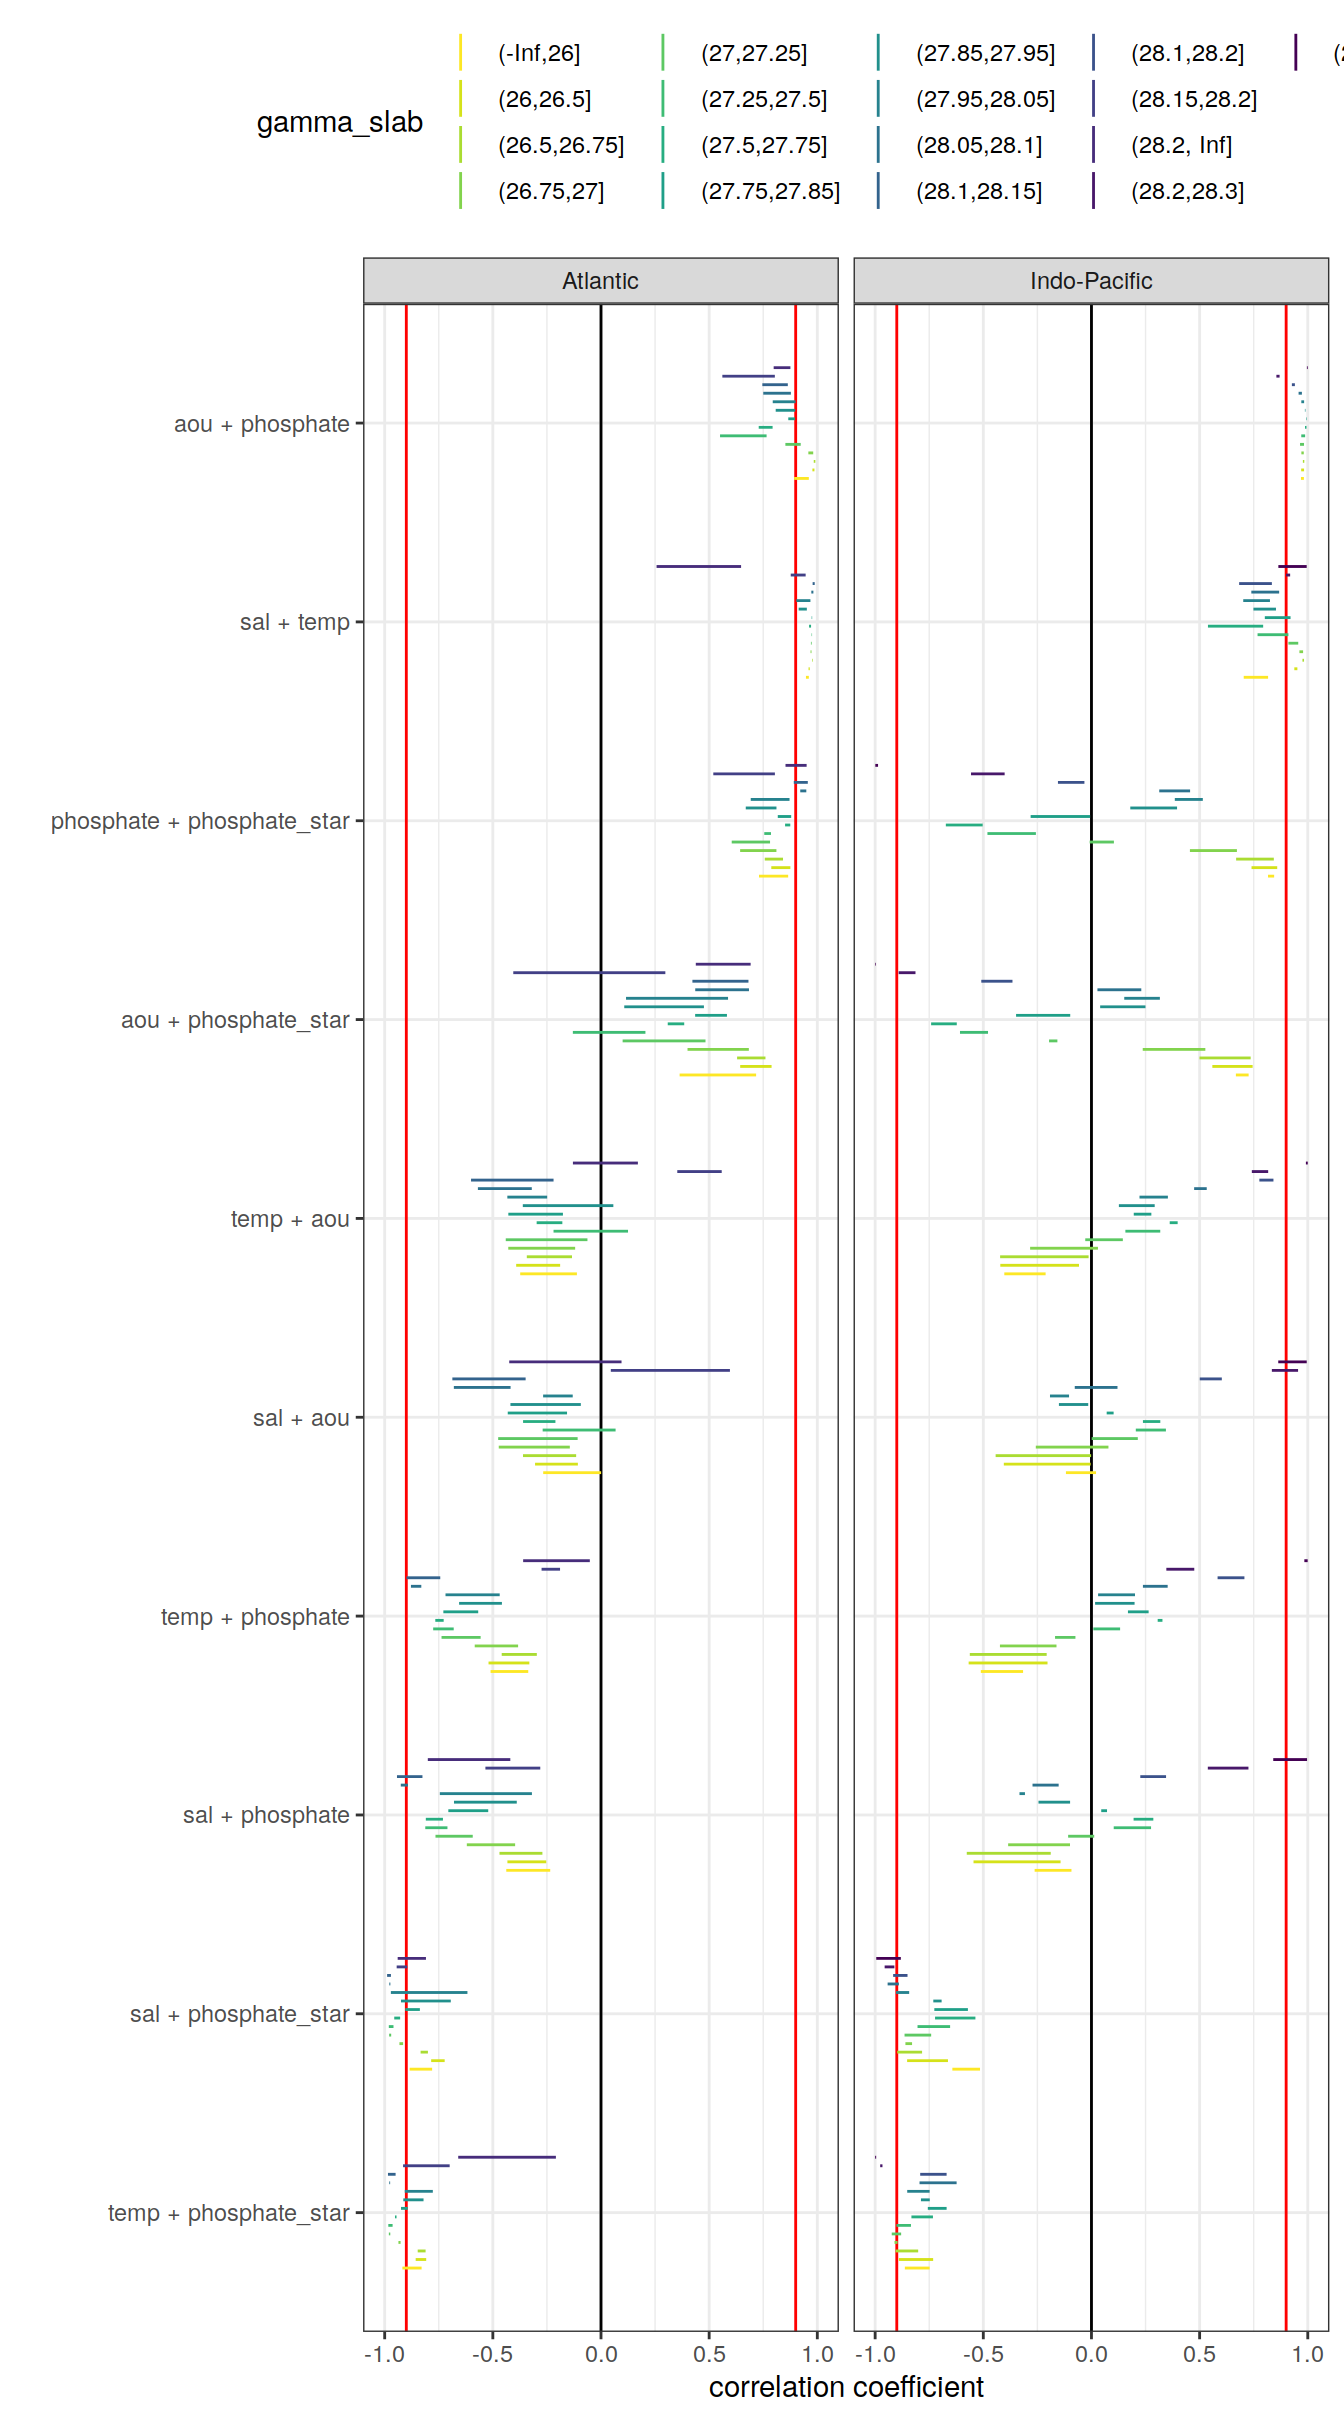 gamma_slab
(-Inf,26] (27,27.25] (27.85,27.95] (28.1,28.2]
(26,26.5] (27.25,27.5] (27.95,28.05] (28.15,28.2]
(26.5,26.75] (27.5,27.75] (28.05,28.1] (28.2, Inf]
(26.75,27] (27.75,27.85] (28.1,28.15] (28.2,28.3]
Atlantic Indo-Pacific
aou + phosphate
sal + temp
phosphate + phosphate_star
aou + phosphate_star
temp + aou
sal + aou
temp + phosphate
sal + phosphate
sal + phosphate_star
temp + phosphate_star
-1.0 -0.5 0.0 0.5 1.0 -1.0 -0.5 0.0 0.5 1.0
correlation coefficient